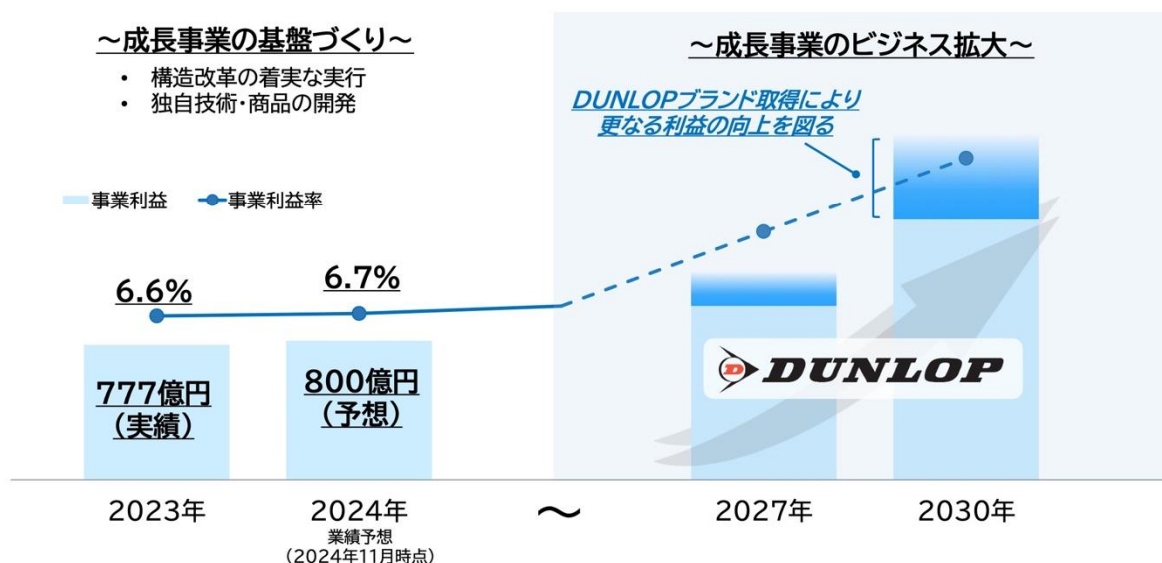 ～成長事業の基盤づくり～
• 構造改革の着実な実行
• 独自技術・商品の開発
～成長事業のビジネス拡大～
DUNLOPブランド取得により
更なる利益の向上を図る
事業利益 事業利益率
6.6%
6.7%
777億円
（実績）
800億円
（予想）
D DUNLOP
2023年
2024年
業績予想
（2024年11月時点）
～
2027年
2030年